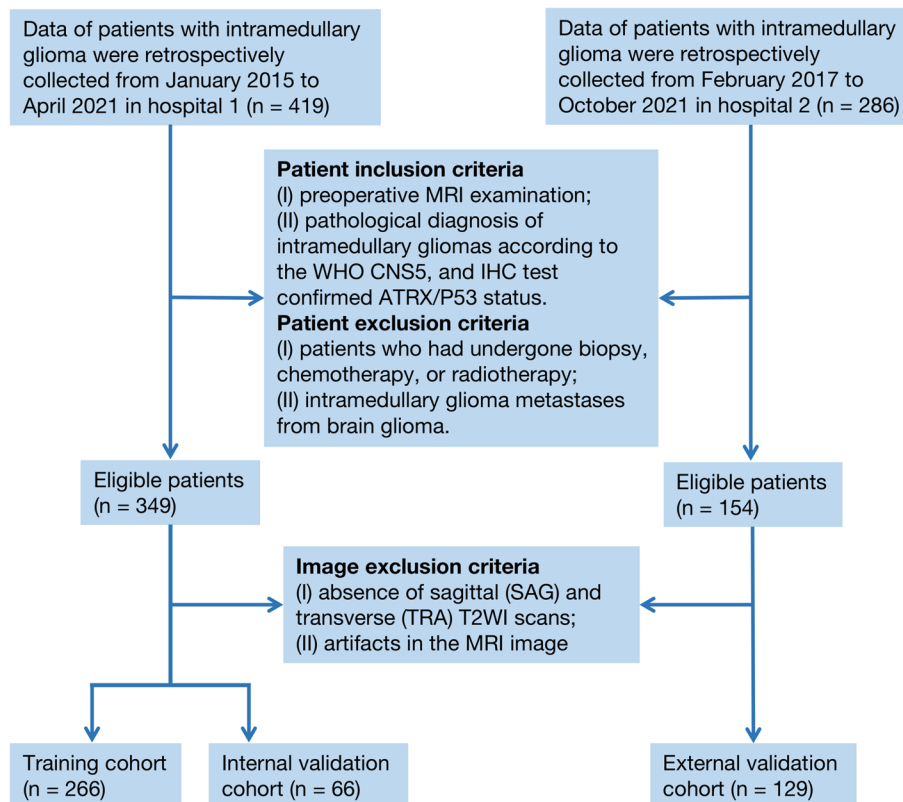 Data of patients with intramedullary
glioma were retrospectively
collected from January 2015 to
April 2021 in hospital 1 (n = 419)
Data of patients with intramedullary
glioma were retrospectively
collected from February 2017 to
October 2021 in hospital 2 (n = 286)
Patient inclusion criteria
(I) preoperative MRI examination;
(II) pathological diagnosis of
intramedullary gliomas according to
the WHO CNS5, and IHC test
confirmed ATRX/P53 status.
Patient exclusion criteria
(I) patients who had undergone biopsy,
chemotherapy, or radiotherapy;
(II) intramedullary glioma metastases
from brain glioma.
Eligible patients
(n = 349)
Eligible patients
(n = 154)
Image exclusion criteria
(I) absence of sagittal (SAG) and
transverse (TRA) T2WI scans;
(II) artifacts in the MRI image
Training cohort
(n = 266)
Internal validation
cohort (n = 66)
External validation
cohort (n = 129)